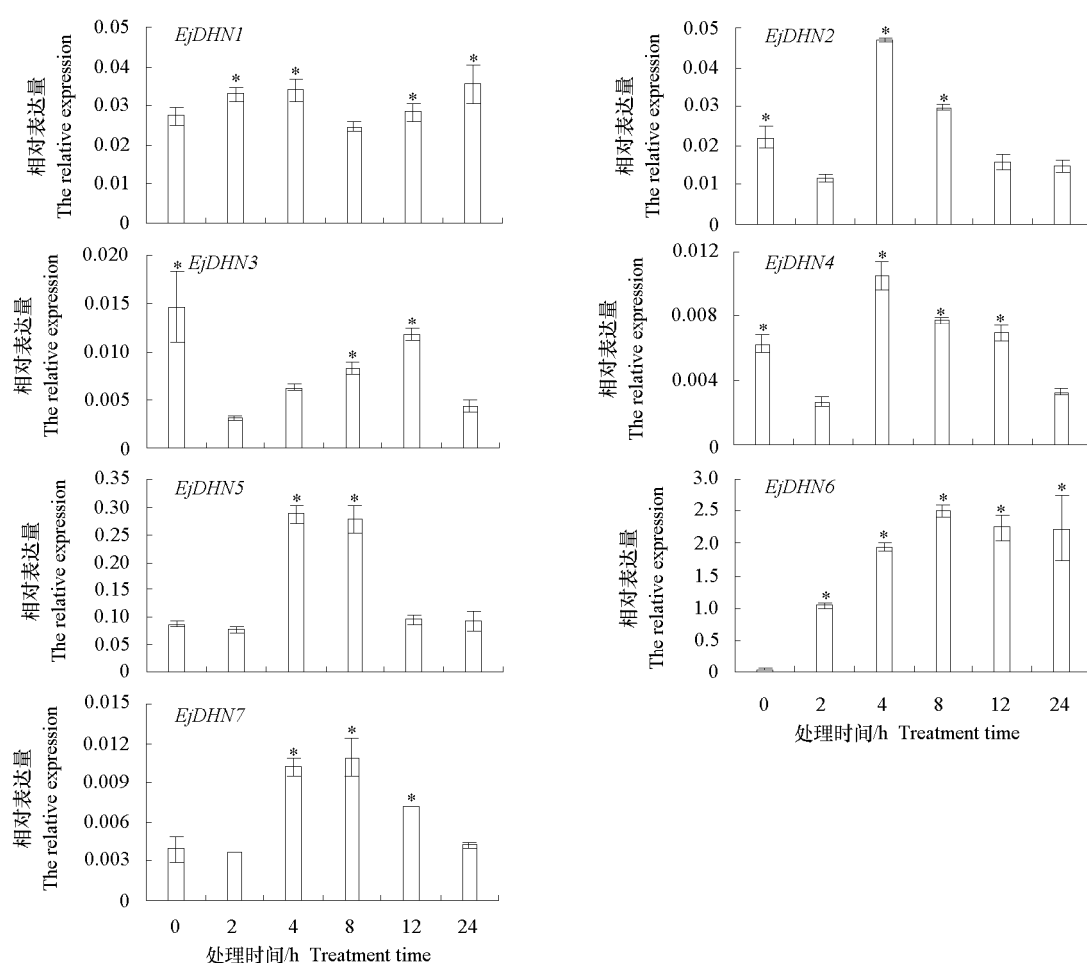 相对表达量
The relative expression
EjDHN1
0.05
0.04
0.03
0.02
0.01
0
* * * *
相对表达量
The relative expression
EjDHN2
0.05
0.04
0.03
0.02
0.01
0
* * *
相对表达量
The relative expression
EjDHN3
0.020
0.015
0.010
0.005
0
* * *
相对表达量
The relative expression
EjDHN4
0.012
0.008
0.004
0
* * * *
相对表达量
The relative expression
EjDHN5
0.35
0.30
0.25
0.20
0.15
0.10
0.05
0
* *
相对表达量
The relative expression
EjDHN6
3.0
2.5
2.0
1.5
1.0
0.5
0
* * * * *
0 2 4 8 12 24
处理时间/h Treatment time
相对表达量
The relative expression
EjDHN7
0.015
0.012
0.009
0.006
0.003
0
* * *
0 2 4 8 12 24
处理时间/h Treatment time